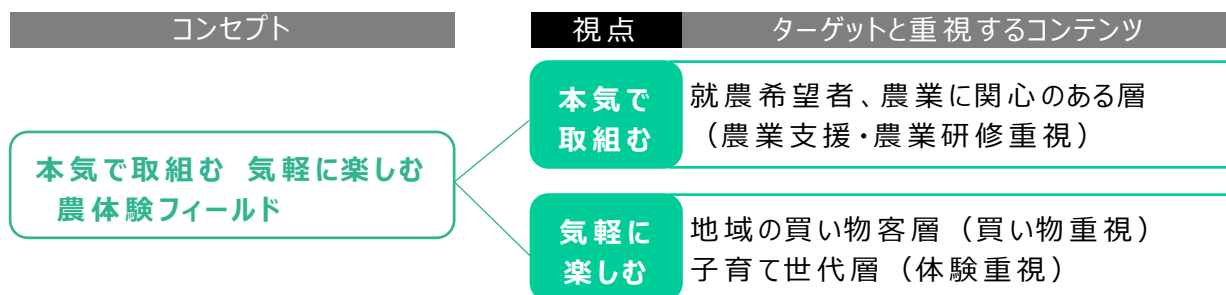 コンセプト
視点
ターゲットと重視するコンテンツ
本気で取組む 気軽に楽しむ
農体験フィールド
本気で
取組む
就農希望者、農業に関心のある層
（農業支援・農業研修重視）
気軽に
楽しむ
地域の買い物客層（買い物重視）
子育て世代層（体験重視）